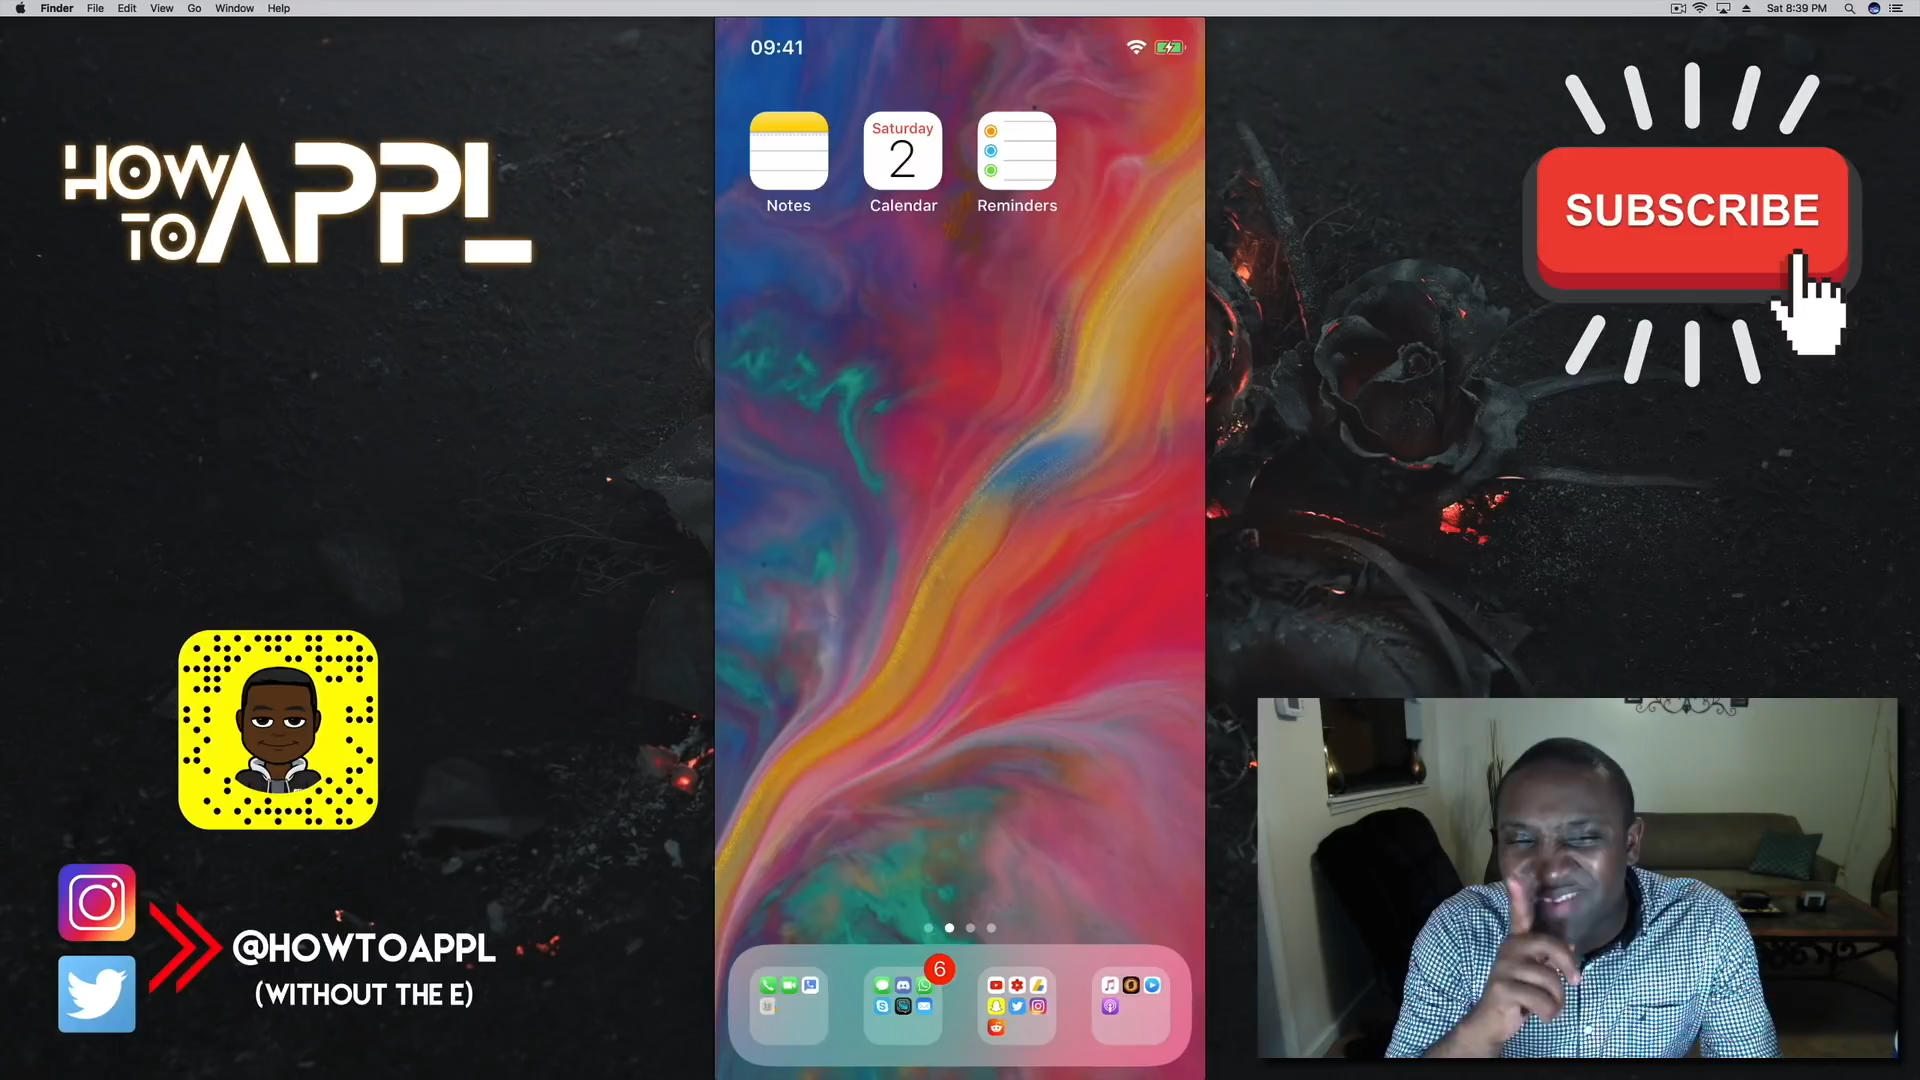 Finder File Edit View Go Window Help
Sat 8:39 PM
09:41
HOW
TO
APPL
Saturday
2
Notes
Calendar
Reminders
SUBSCRIBE
@HOWTOAPPL
(WITHOUT THE E)
6